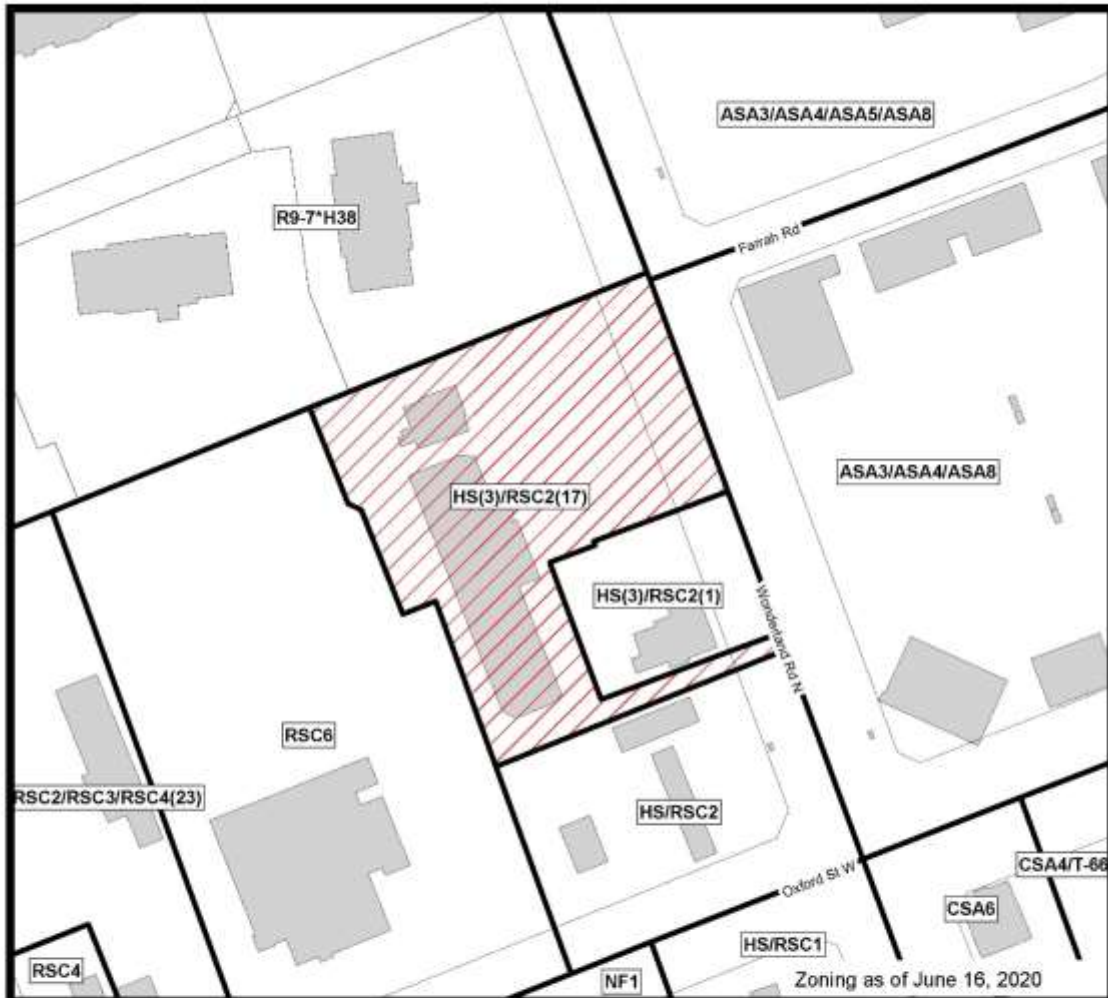 ASA3/ASA4/ASA5/ASA8
R9-7*H38
Farrah Rd
ASA3/ASA4/ASA8
HS(3)/RSC2(17)
HS(3)/RSC2(1)
Wonderland Rd N
RSC6
RSC2/RSC3/RSC4(23)
HS/RSC2
CSA4/T-66
Oxford St W
CSA6
HS/RSC1
RSC4
NF1
Zoning as of June 16, 2020